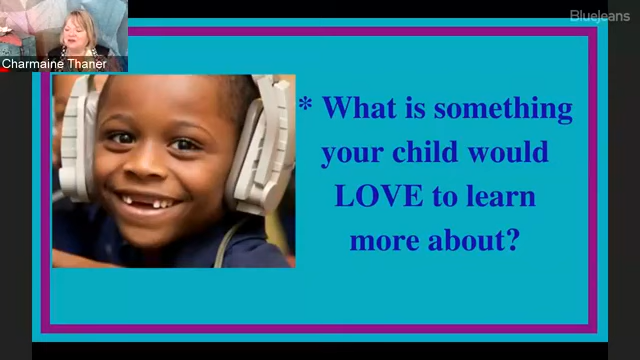 BlueJeans
Charmaine Thaner
* What is something
your child would
LOVE to learn
more about?